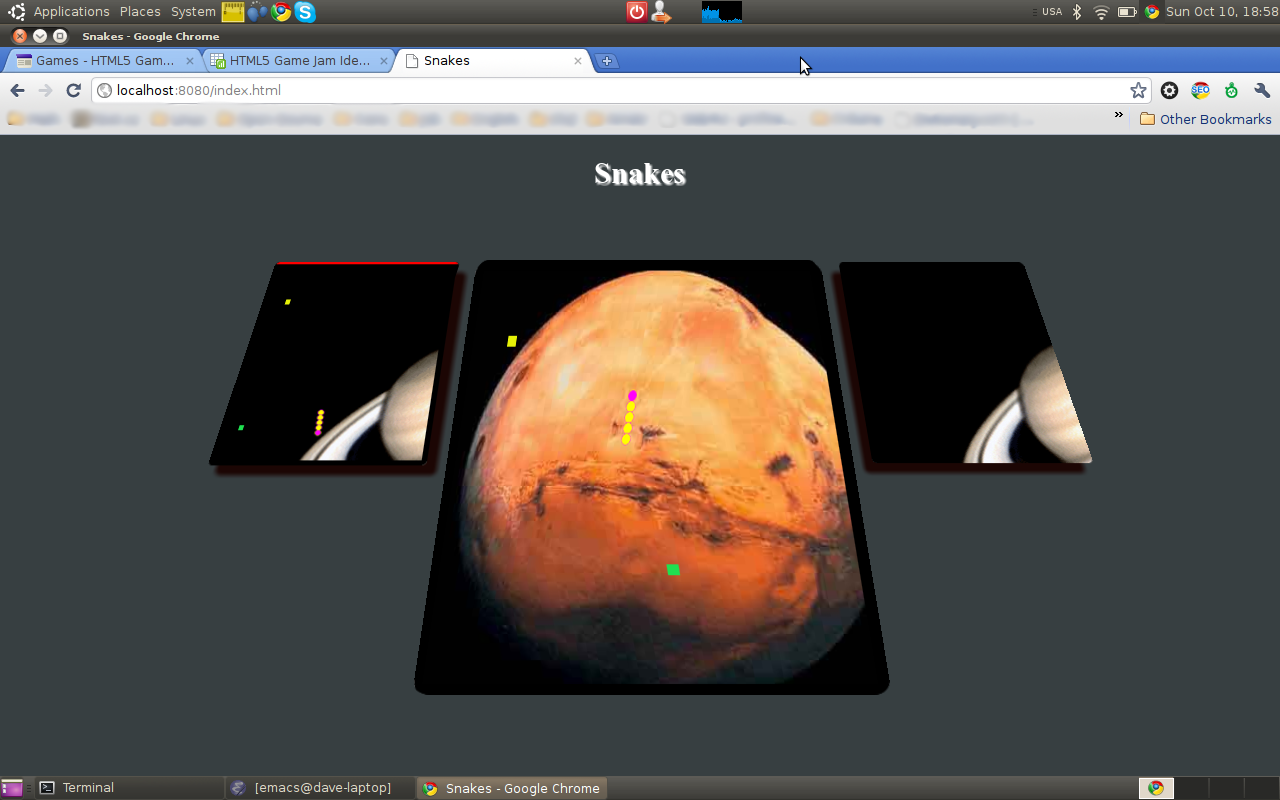 Applications Places System USA Sun Oct 10, 18:58
Snakes - Google Chrome
Games - HTML5 Gam... HTML5 Game Jam Ide... Snakes
localhost:8080/index.html SEO
» Other Bookmarks
Snakes
Terminal [emacs@dave-laptop] Snakes - Google Chrome